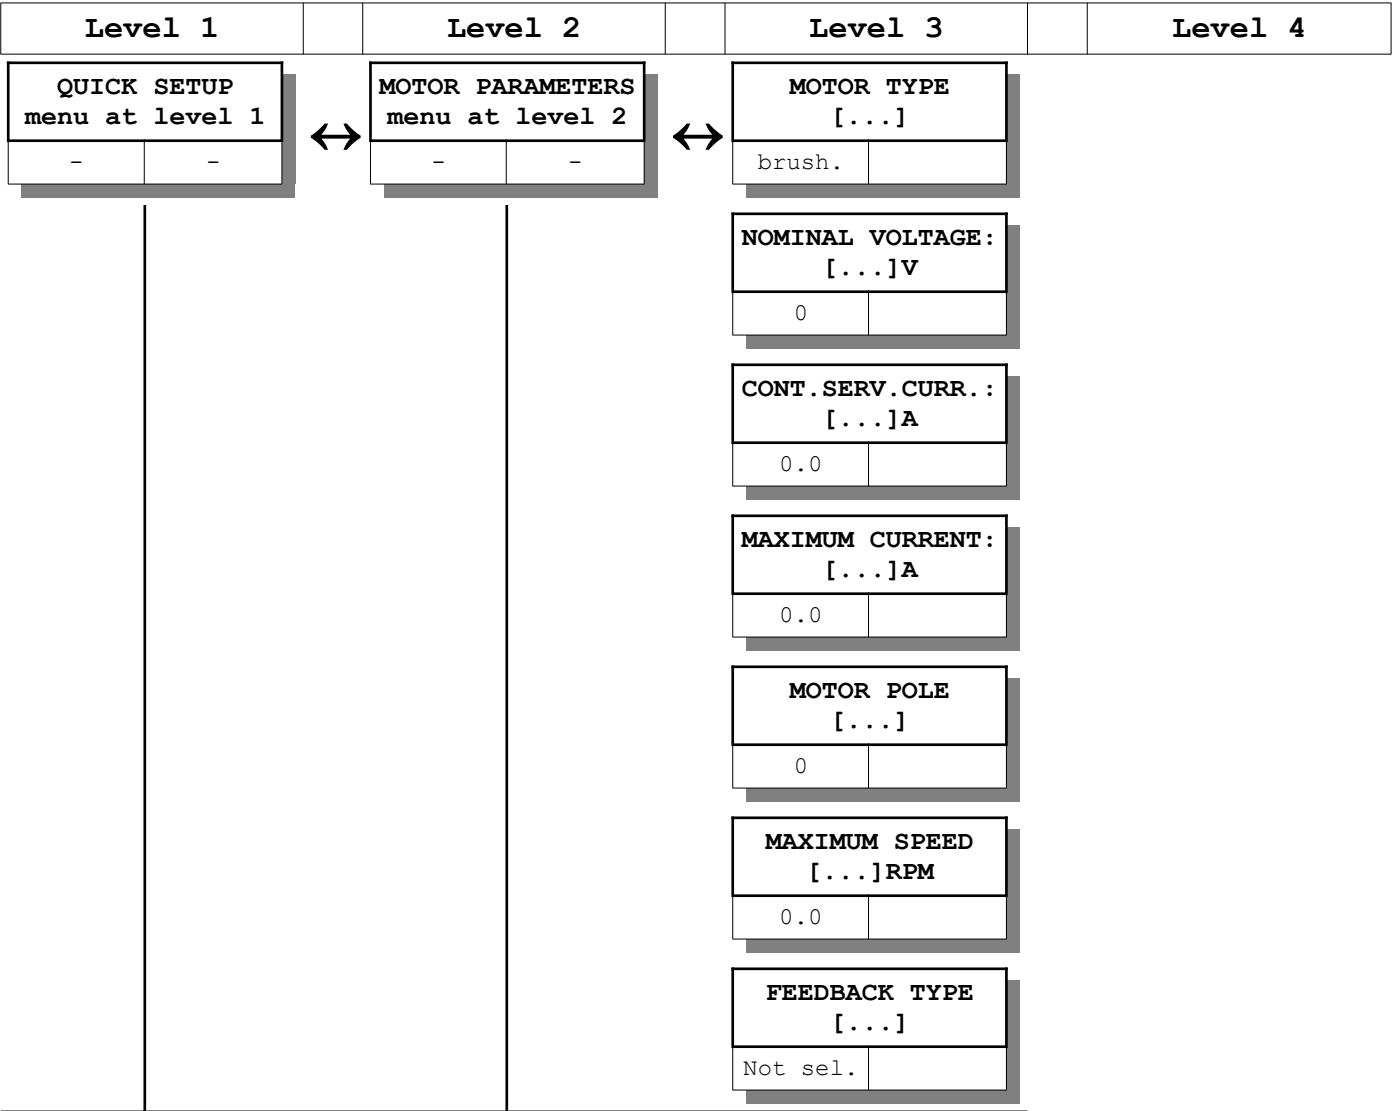 Level 1 Level 2 Level 3 Level 4
QUICK SETUP
menu at level 1
- -
MOTOR PARAMETERS
menu at level 2
- -
MOTOR TYPE
[...]
brush.
NOMINAL VOLTAGE:
[...]V
0
CONT.SERV.CURR.:
[...]A
0.0
MAXIMUM CURRENT:
[...]A
0.0
MOTOR POLE
[...]
0
MAXIMUM SPEED
[...]RPM
0.0
FEEDBACK TYPE
[...]
Not sel.